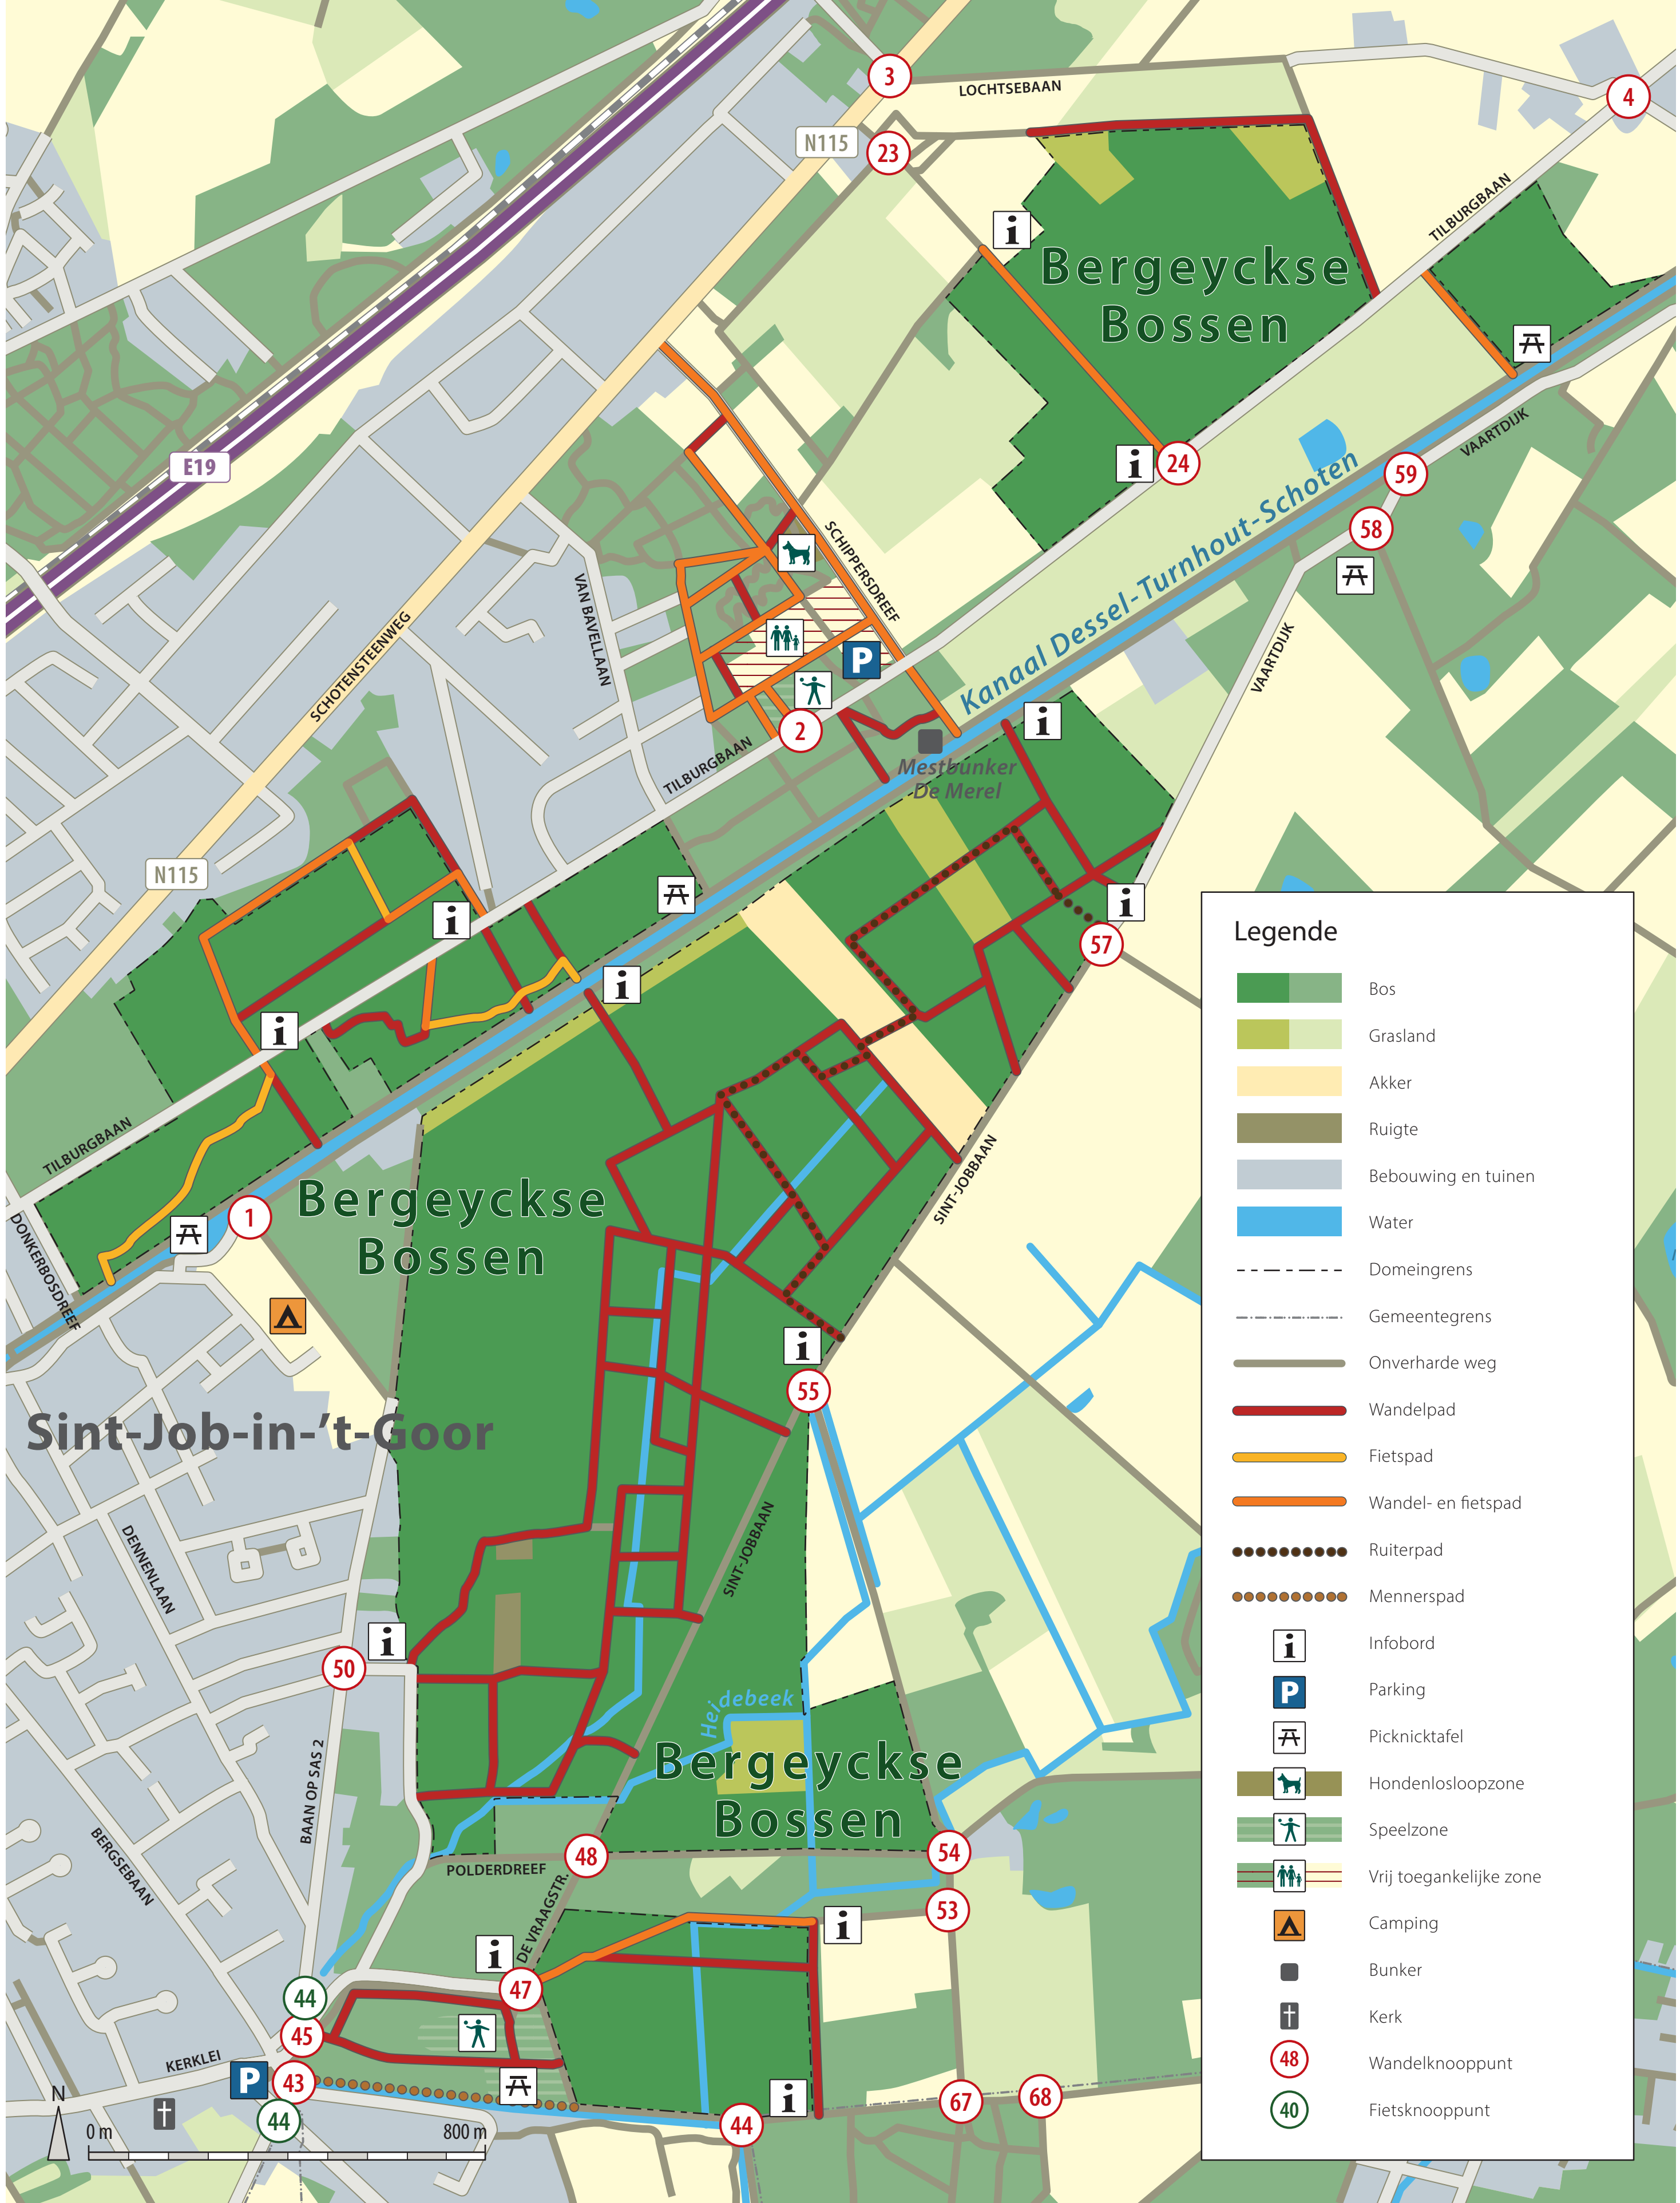 3
LOCHTSEBAAN
4
N115
23
TILBURGBAAN
i
Bergeyckse
Bossen
E19
i
24
VAARTDIJK
59
58
Kanaal Dessel-Turnhout-Schoten
SCHIPPERSDREEF
VAN BAVELLAAN
SCHOTENSTEENWEG
P
VAARTDIJK
2
i
TILBURGBAAN
Mestbunker
De Merel
N115
i
i
57
i
i
TILBURGBAAN
SINT-JOBBAAN
DONKERBOSDREEF
1
Bergeyckse
Bossen
i
55
Sint-Job-in-'t-Goor
DENNENLAAN
SINT-JOBBAAN
i
50
Heidebeek
Bergeyckse
Bossen
BAAN OP SAS 2
BERGSEBAAN
48
54
POLDERDREEF
DE VRAAGSTR.
53
i
i
47
44
45
KERKLEI
P
43
44
i
44
67
68
N
0 m
800 m
Legende
Bos
Grasland
Akker
Ruigte
Bebouwing en tuinen
Water
Domeingrens
Gemeentegrens
Onverharde weg
Wandelpad
Fietspad
Wandel- en fietspad
Ruiterpad
Mennerspad
i Infobord
P Parking
Picknicktafel
Hondenlosloopzone
Speelzone
Vrij toegankelijke zone
Camping
Bunker
Kerk
48 Wandelknooppunt
40 Fietsknooppunt